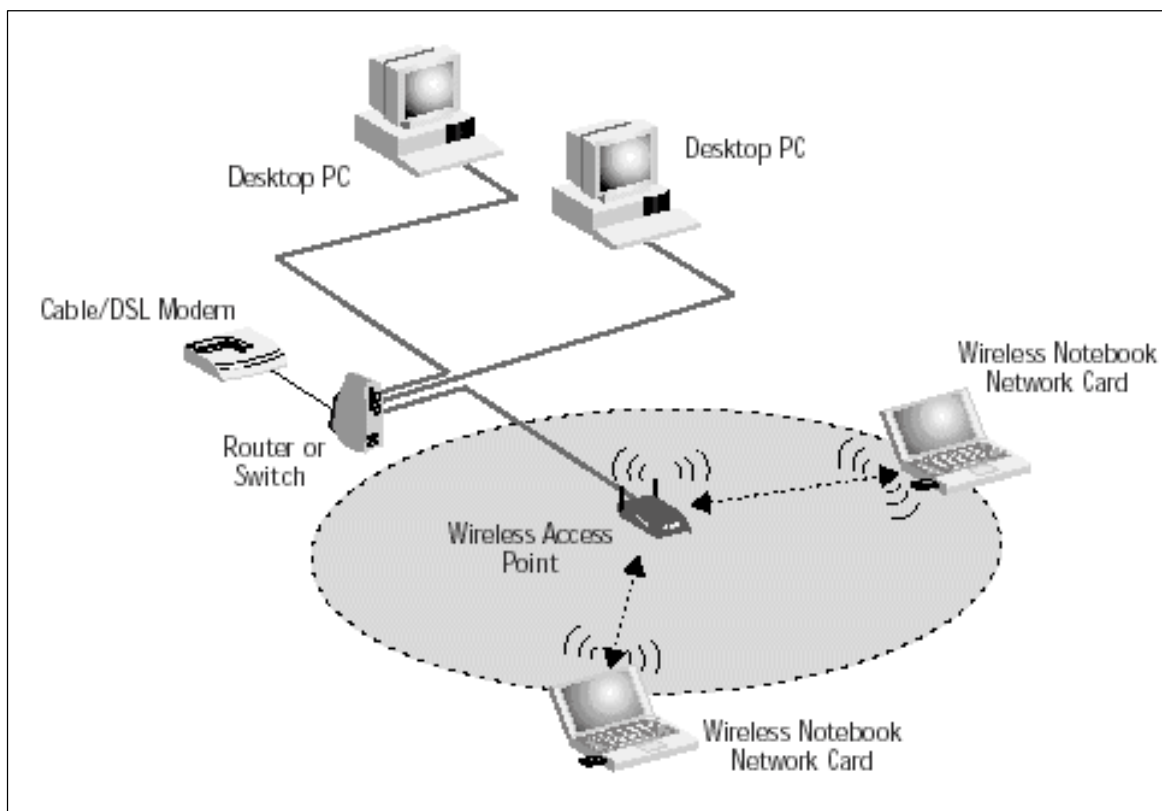 Desktop PC
Desktop PC
Cable/DSL Modem
Wireless Notebook
Network Card
Router or
Switch
Wireless Access
Point
Wireless Notebook
Network Card